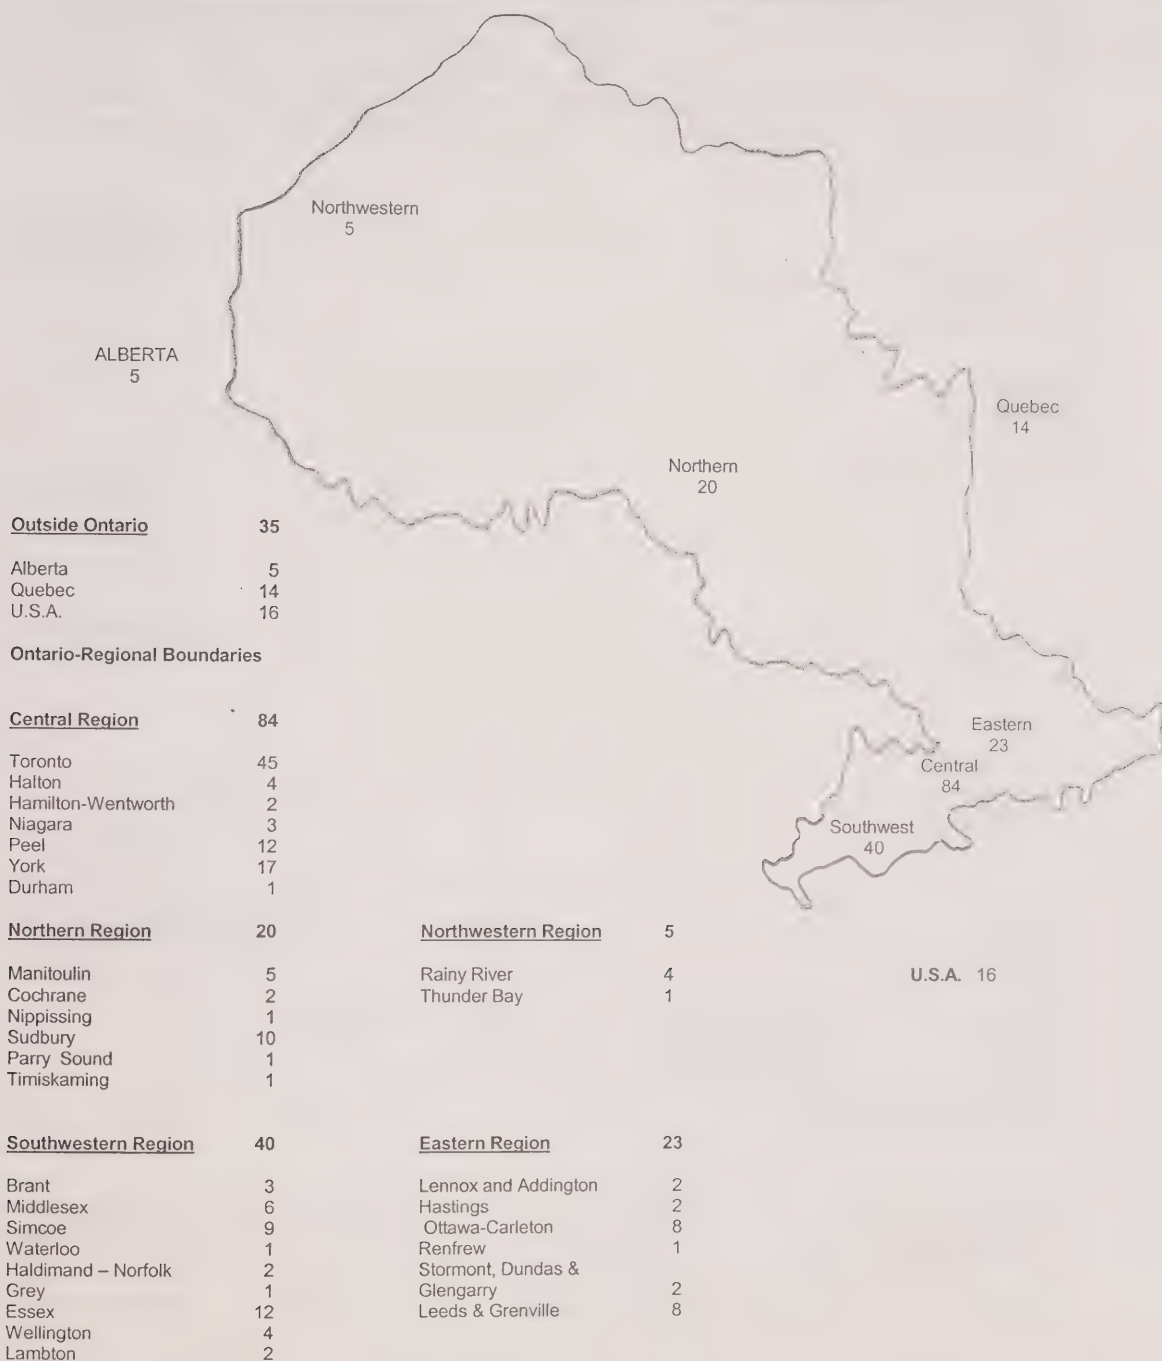 Northwestern
5
ALBERTA
5
Quebec
14
Northern
20
Eastern
23
Central
84
Southwest
40
U.S.A. 16
Outside Ontario 35
Alberta 5
Quebec 14
U.S.A. 16
Ontario-Regional Boundaries
Central Region 84
Toronto 45
Halton 4
Hamilton-Wentworth 2
Niagara 3
Peel 12
York 17
Durham 1
Northern Region 20
Manitoulin 5
Cochrane 2
Nippissing 1
Sudbury 10
Parry Sound 1
Timiskaming 1
Northwestern Region 5
Rainy River 4
Thunder Bay 1
Southwestern Region 40
Brant 3
Middlesex 6
Simcoe 9
Waterloo 1
Haldimand – Norfolk 2
Grey 1
Essex 12
Wellington 4
Lambton 2
Eastern Region 23
Lennox and Addington 2
Hastings 2
Ottawa-Carleton 8
Renfrew 1
Stormont, Dundas &
Glengarry 2
Leeds & Grenville 8